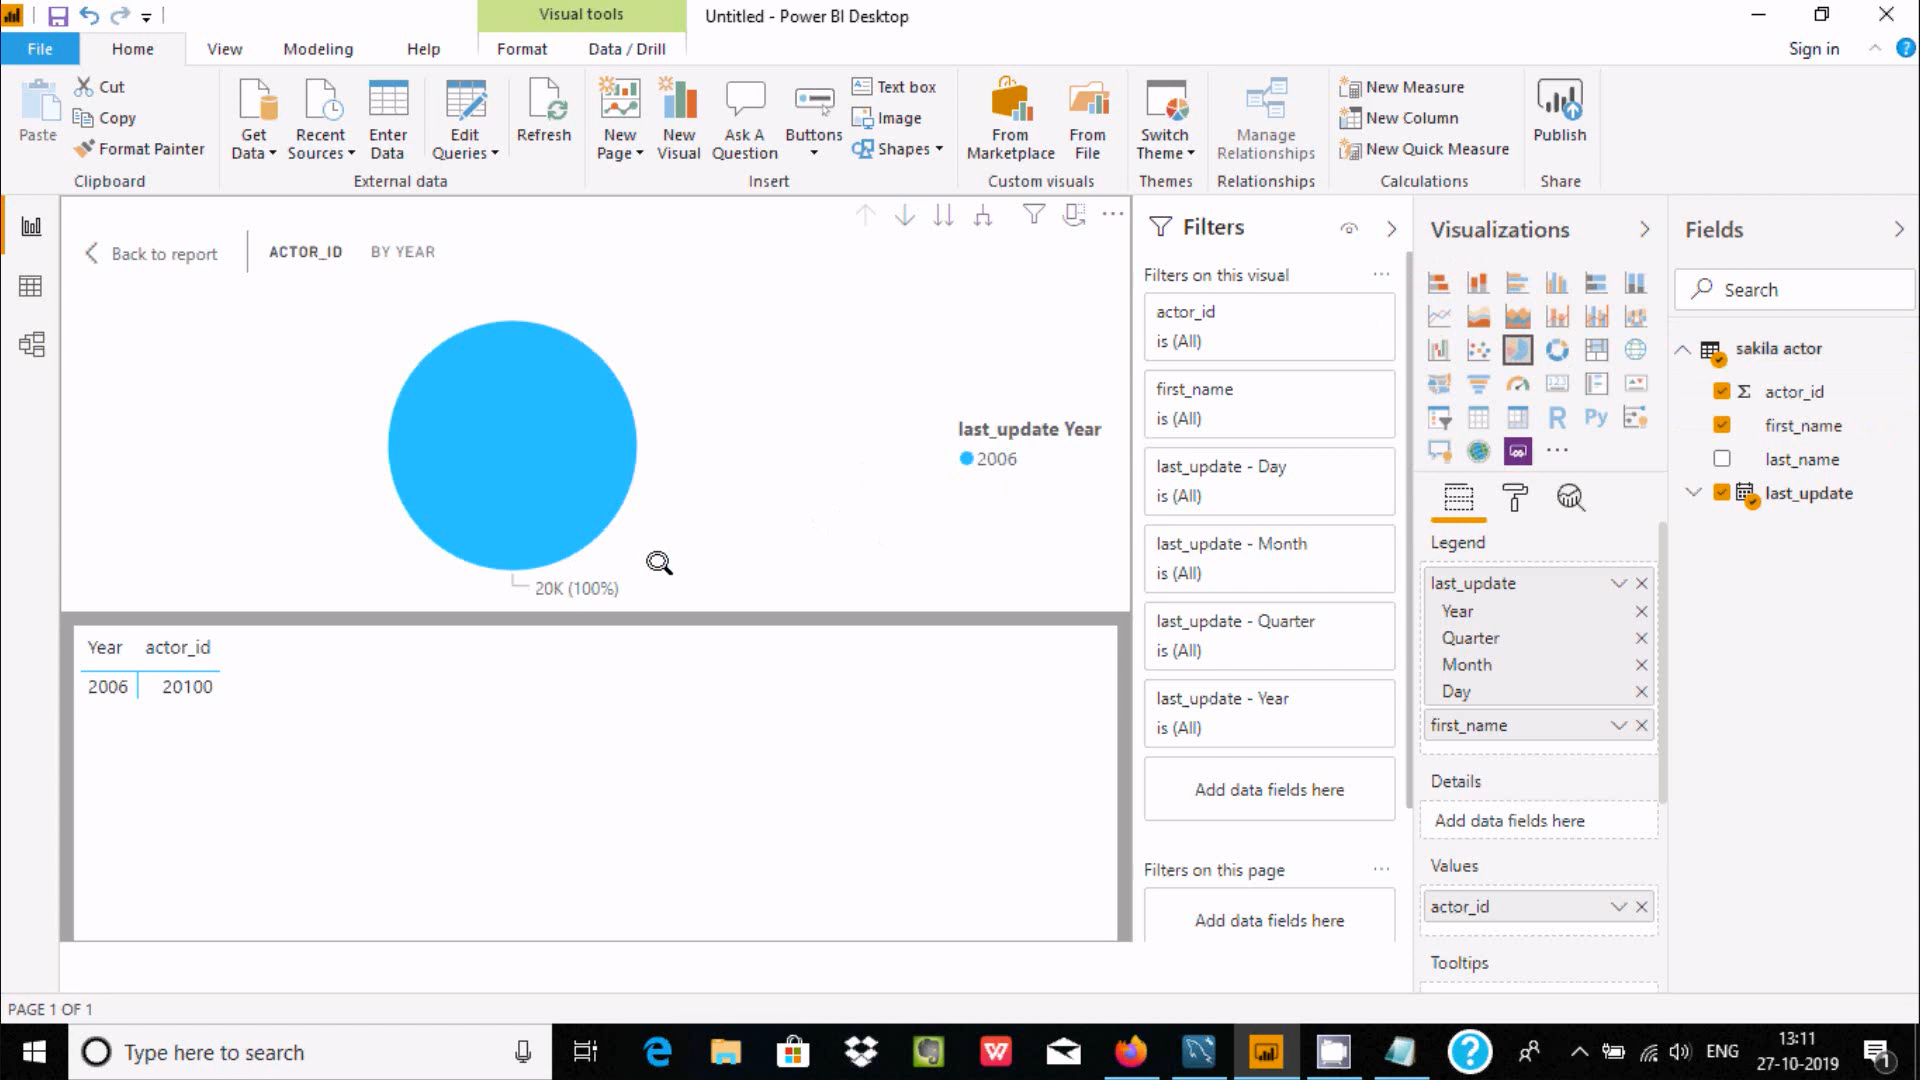 Visual tools
Untitled - Power BI Desktop
File
Home
View
Modeling
Help
Format
Data / Drill
Sign in
?
Paste
Cut
Copy
Format Painter
Clipboard
Get Data
Recent Sources
Enter Data
Edit Queries
Refresh
External data
New Page
New Visual
Ask A Question
Buttons
Text box
Image
Shapes
Insert
From Marketplace
From File
Custom visuals
Switch Theme
Themes
Manage Relationships
Relationships
New Measure
New Column
New Quick Measure
Calculations
Publish
Share
Back to report
ACTOR_ID
BY YEAR
last_update Year
2006
20K (100%)
Year actor_id
2006 20100
Filters
Filters on this visual
actor_id
is (All)
first_name
is (All)
last_update - Day
is (All)
last_update - Month
is (All)
last_update - Quarter
is (All)
last_update - Year
is (All)
Add data fields here
Filters on this page
Add data fields here
Visualizations
123
R
Py
Legend
last_update
Year
Quarter
Month
Day
first_name
Details
Add data fields here
Values
actor_id
Tooltips
Fields
Search
sakila actor
Σ actor_id
first_name
last_name
last_update
PAGE 1 OF 1
Type here to search
W
?
ENG
13:11
27-10-2019
1